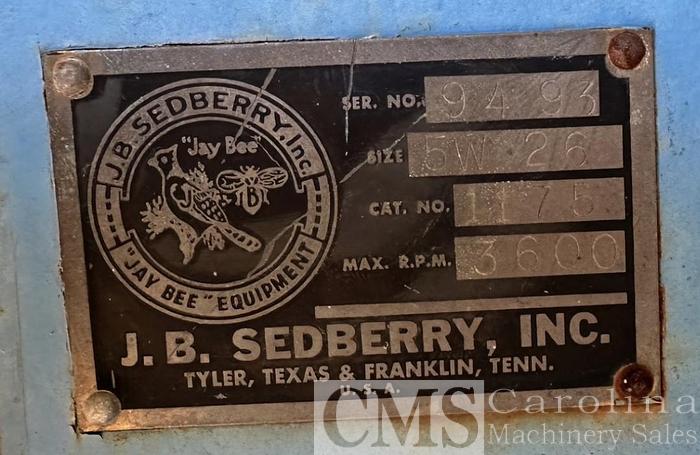 J.B. SEDBERRY, Inc.
"Jay Bee"
J B
"JAY BEE" EQUIPMENT
SER. NO. 9493
SIZE 5W 26
CAT. NO. 1175
MAX. R.P.M. 3600
J. B. SEDBERRY, INC.
TYLER, TEXAS & FRANKLIN, TENN.
U. S. A.
CMS Carolina
Machinery Sales